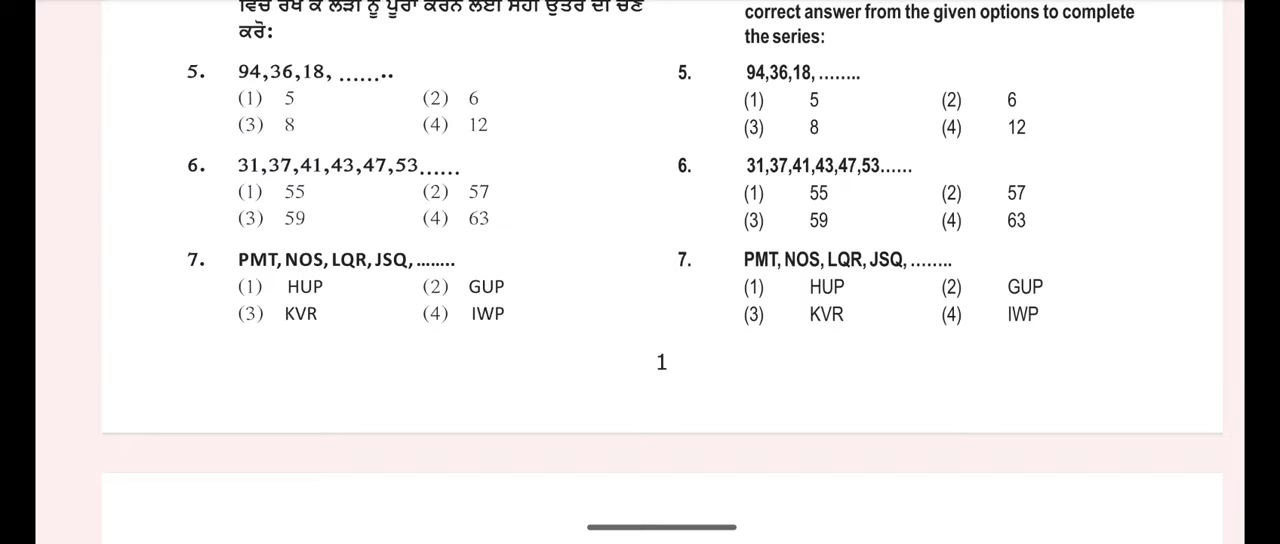 ਕਰੋ:
5. 94,36,18, ........
(1) 5 (2) 6
(3) 8 (4) 12
6. 31,37,41,43,47,53......
(1) 55 (2) 57
(3) 59 (4) 63
7. PMT, NOS, LQR, JSQ, ........
(1) HUP (2) GUP
(3) KVR (4) IWP
correct answer from the given options to complete
the series:
5. 94,36,18, ........
(1) 5 (2) 6
(3) 8 (4) 12
6. 31,37,41,43,47,53......
(1) 55 (2) 57
(3) 59 (4) 63
7. PMT, NOS, LQR, JSQ, ........
(1) HUP (2) GUP
(3) KVR (4) IWP
1